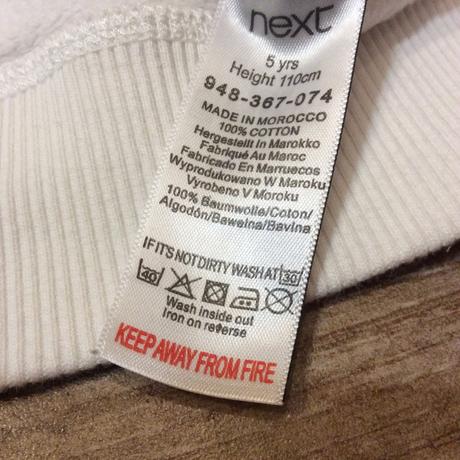 next
5 yrs
Height 110cm
948-367-074
MADE IN MOROCCO
100% COTTON
Hergestellt In Marokko
Fabriqué Au Maroc
Fabricado En Marruecos
Wyprodukowano W Maroku
Vyrobeno V Moroku
100% Baumwolle/Coton/
Algodón/Bawełna/Bavlna
IF IT'S NOT DIRTY WASH AT 30
40
Wash inside out
Iron on reverse
KEEP AWAY FROM FIRE